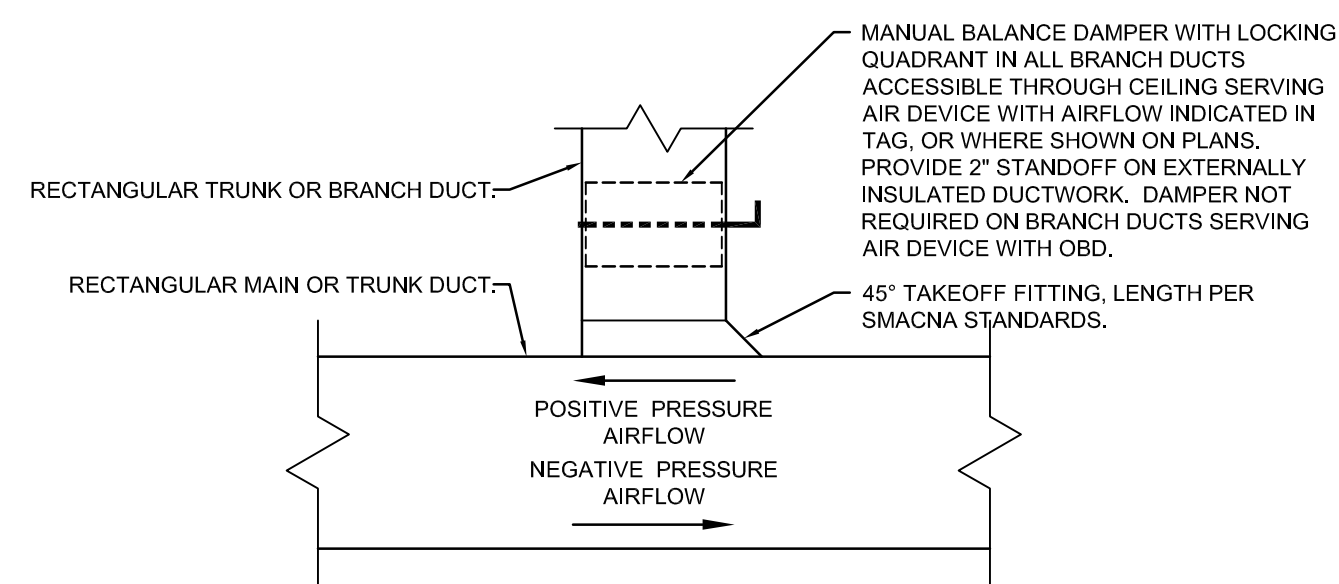 MANUAL BALANCE DAMPER WITH LOCKING
QUADRANT IN ALL BRANCH DUCTS
ACCESSIBLE THROUGH CEILING SERVING
AIR DEVICE WITH AIRFLOW INDICATED IN
TAG, OR WHERE SHOWN ON PLANS.
PROVIDE 2" STANDOFF ON EXTERNALLY
INSULATED DUCTWORK. DAMPER NOT
REQUIRED ON BRANCH DUCTS SERVING
AIR DEVICE WITH OBD.
RECTANGULAR TRUNK OR BRANCH DUCT.
RECTANGULAR MAIN OR TRUNK DUCT.
45° TAKEOFF FITTING, LENGTH PER
SMACNA STANDARDS.
POSITIVE PRESSURE
AIRFLOW
NEGATIVE PRESSURE
AIRFLOW